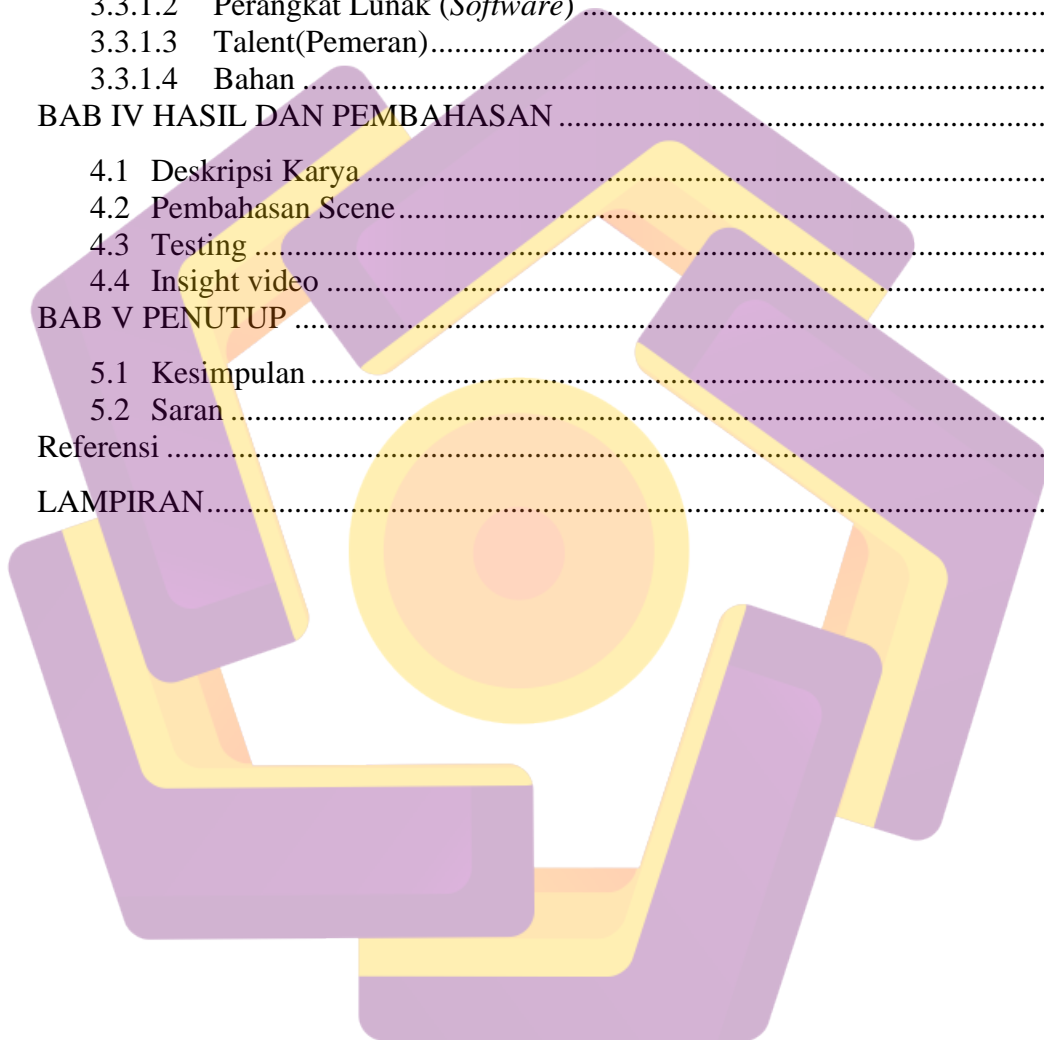 3.3.1.2 Perangkat Lunak (Software) ........................................................
3.3.1.3 Talent(Pemeran)..............................................................................
3.3.1.4 Bahan ..............................................................................................
BAB IV HASIL DAN PEMBAHASAN ..............................................................
4.1 Deskripsi Karya ........................................................................................
4.2 Pembahasan Scene....................................................................................
4.3 Testing ......................................................................................................
4.4 Insight video .............................................................................................
BAB V PENUTUP ..............................................................................................
5.1 Kesimpulan ...............................................................................................
5.2 Saran .........................................................................................................
Referensi ..............................................................................................................
LAMPIRAN.........................................................................................................